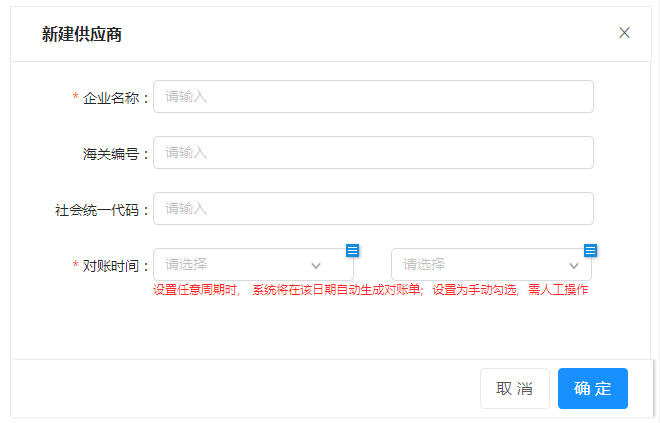 新建供应商
* 企业名称： 请输入
海关编号： 请输入
社会统一代码： 请输入
* 对账时间： 请选择 请选择
设置任意周期时， 系统将在该日期自动生成对账单；设置为手动勾选，需人工操作
取 消 确 定